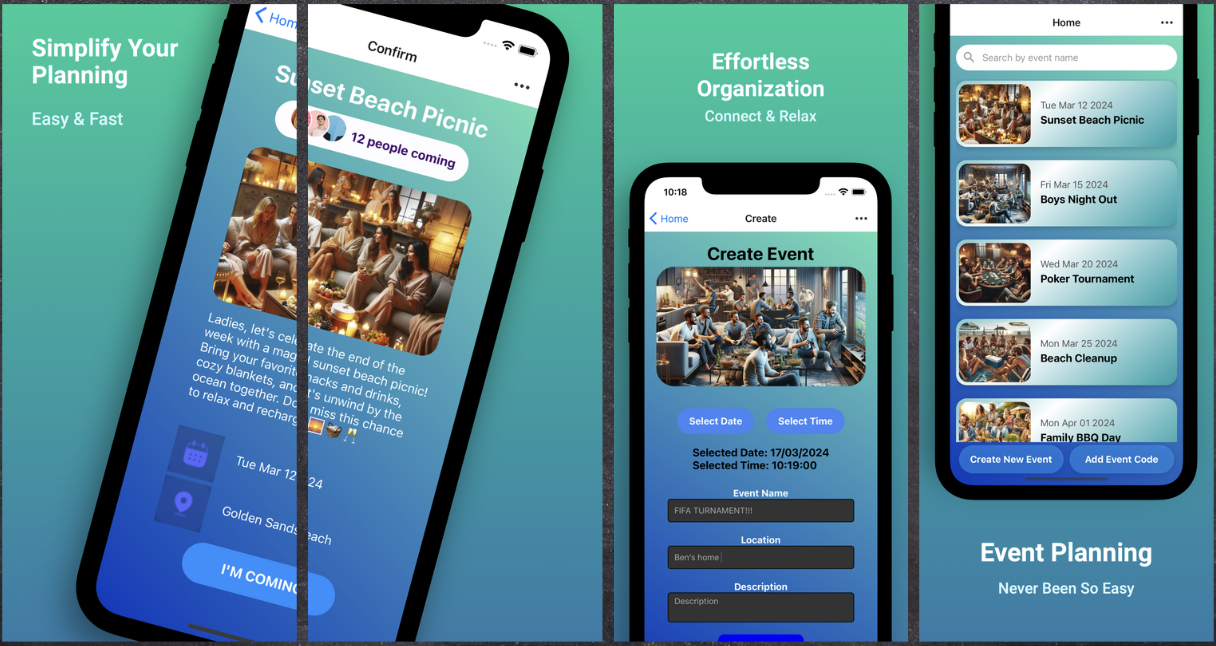 Simplify Your
Planning
Easy & Fast
Hom
Confirm
Sunset Beach Picnic
12 people coming
Ladies, let's cele ate the end of the
week with a mag l sunset beach picnic!
Bring your favorit nacks and drinks,
cozy blankets, and t's unwind by the
ocean together. Do miss this chance
to relax and recharg
Tue Mar 12 24
Golden Sands each
I'M COMING
Effortless
Organization
Connect & Relax
10:18
Home
Create
Create Event
Select Date
Select Time
Selected Date: 17/03/2024
Selected Time: 10:19:00
Event Name
FIFA TURNAMENT!!!
Location
Ben's home
Description
Description
Home
Search by event name
Tue Mar 12 2024
Sunset Beach Picnic
Fri Mar 15 2024
Boys Night Out
Wed Mar 20 2024
Poker Tournament
Mon Mar 25 2024
Beach Cleanup
Mon Apr 01 2024
Family BBQ Day
Create New Event
Add Event Code
Event Planning
Never Been So Easy